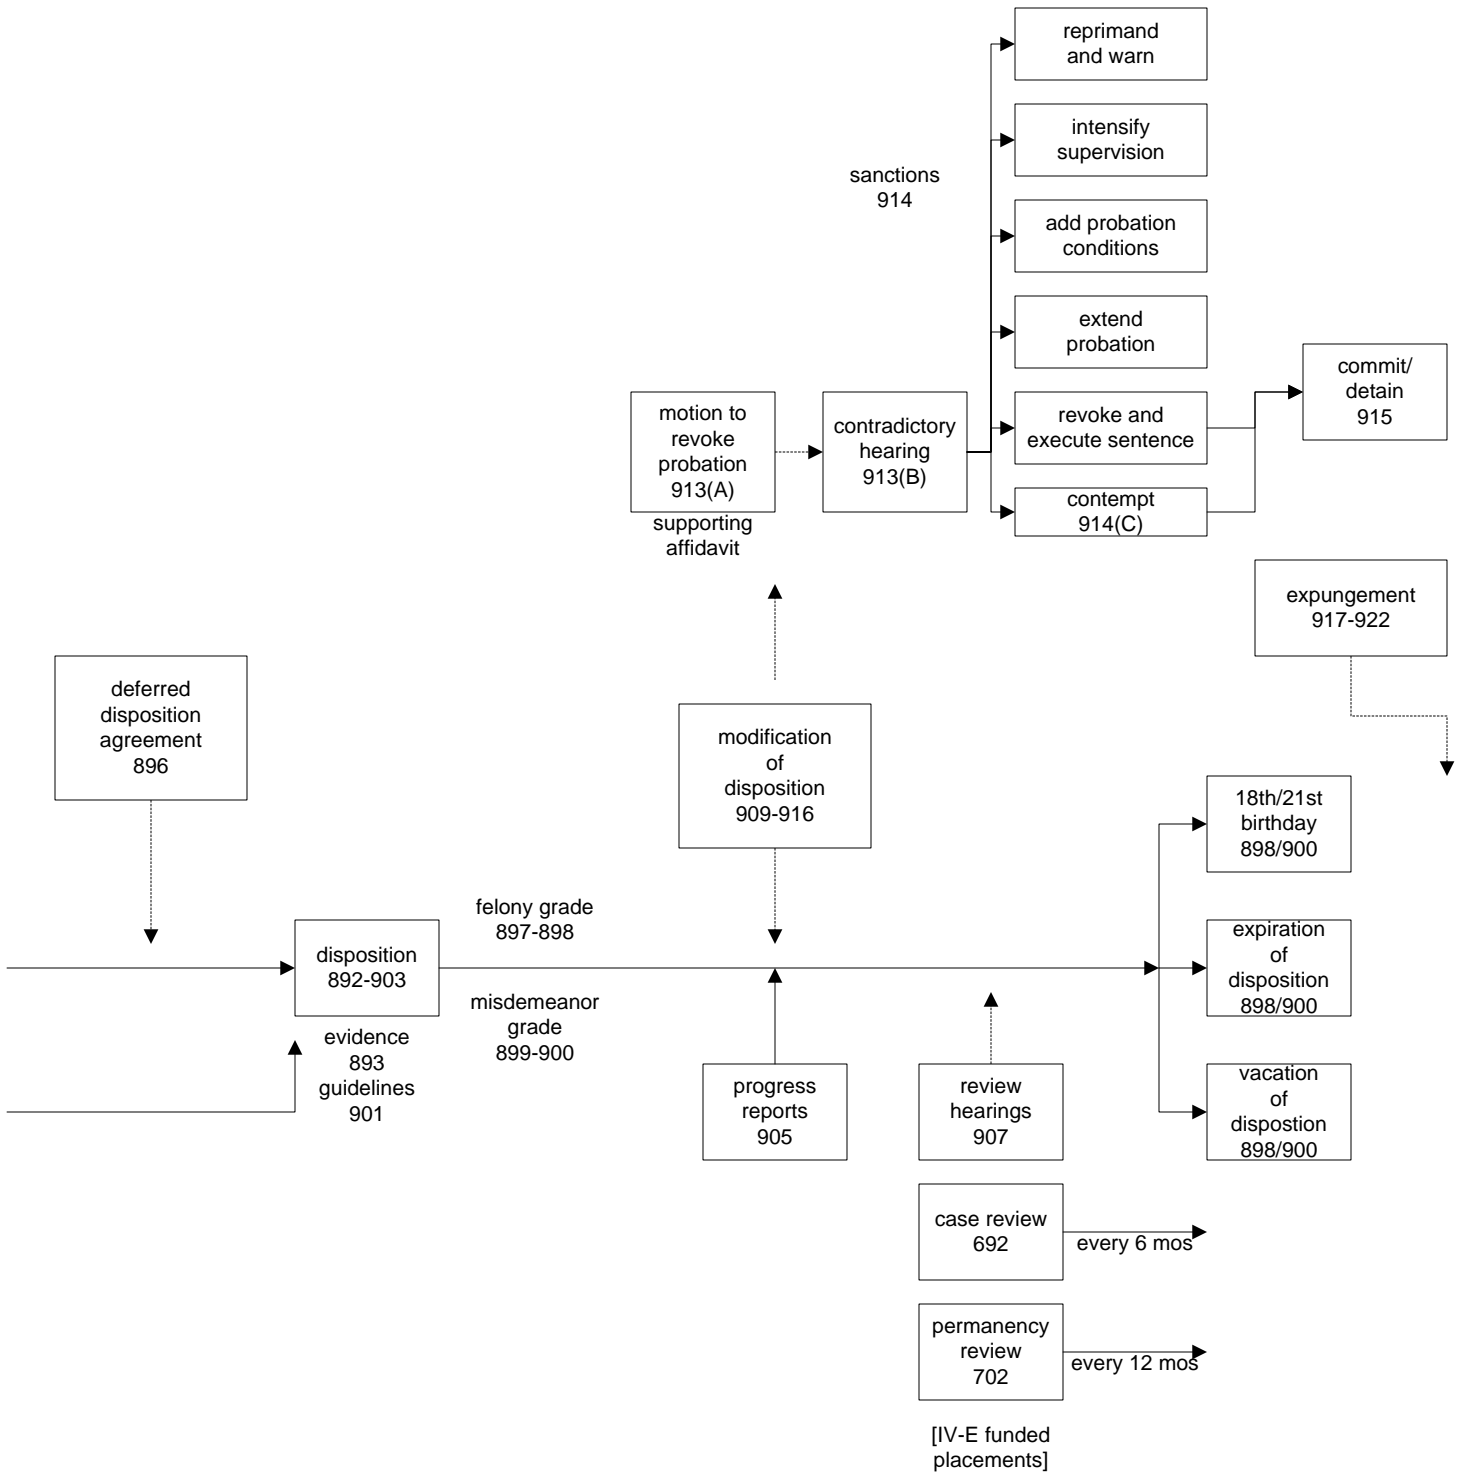 reprimand
and warn
intensify
supervision
sanctions
914
add probation
conditions
extend
probation
commit/
detain
915
motion to
revoke
probation
913(A)
contradictory
hearing
913(B)
revoke and
execute sentence
contempt
914(C)
supporting
affidavit
expungement
917-922
deferred
disposition
agreement
896
modification
of
disposition
909-916
18th/21st
birthday
898/900
felony grade
897-898
disposition
892-903
expiration
of
disposition
898/900
misdemeanor
grade
899-900
evidence
893
guidelines
901
progress
reports
905
review
hearings
907
vacation
of
dispostion
898/900
case review
692
every 6 mos
permanency
review
702
every 12 mos
[IV-E funded
placements]